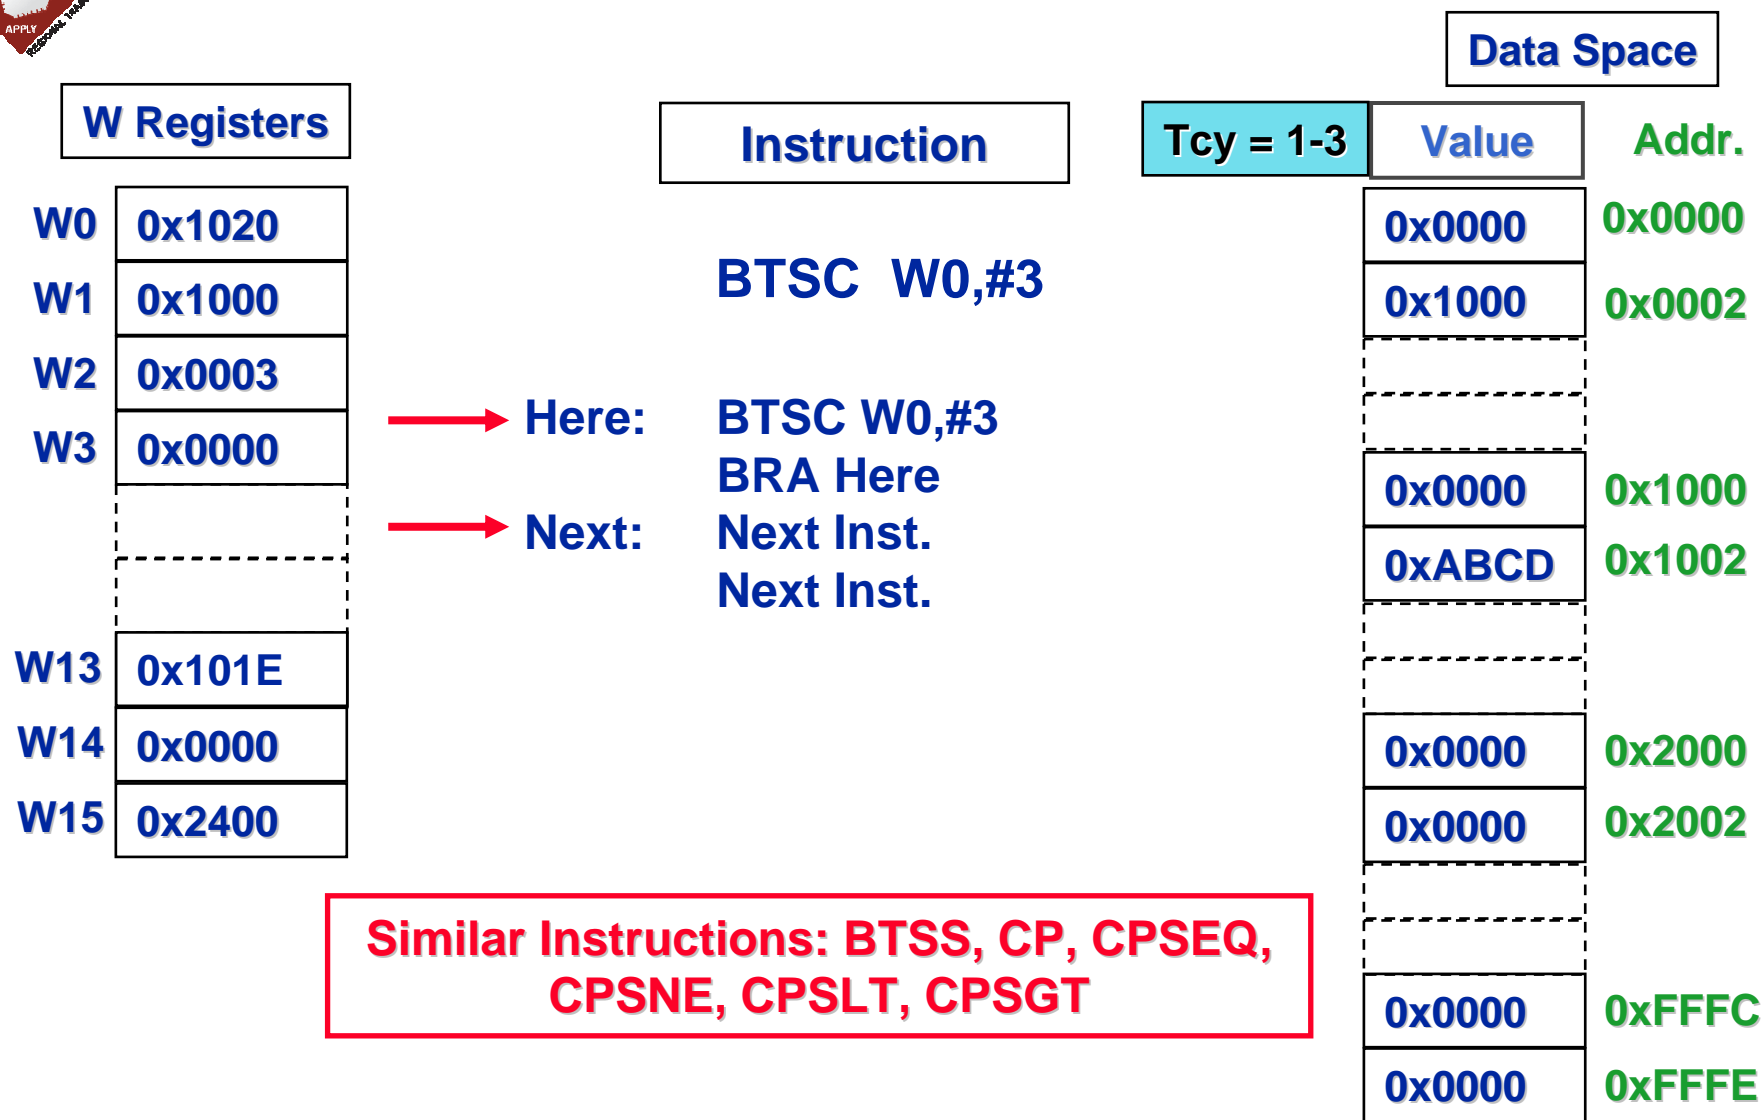 APPLY
Data Space
W Registers
Instruction
Tcy = 1-3
Value
Addr.
W0 0x1020
W1 0x1000
W2 0x0003
W3 0x0000
W13 0x101E
W14 0x0000
W15 0x2400
BTSC W0,#3
Here: BTSC W0,#3
BRA Here
Next: Next Inst.
Next Inst.
0x0000 0x0000
0x1000 0x0002
0x0000 0x1000
0xABCD 0x1002
0x0000 0x2000
0x0000 0x2002
0x0000 0xFFFC
0x0000 0xFFFE
Similar Instructions: BTSS, CP, CPSEQ,
CPSNE, CPSLT, CPSGT